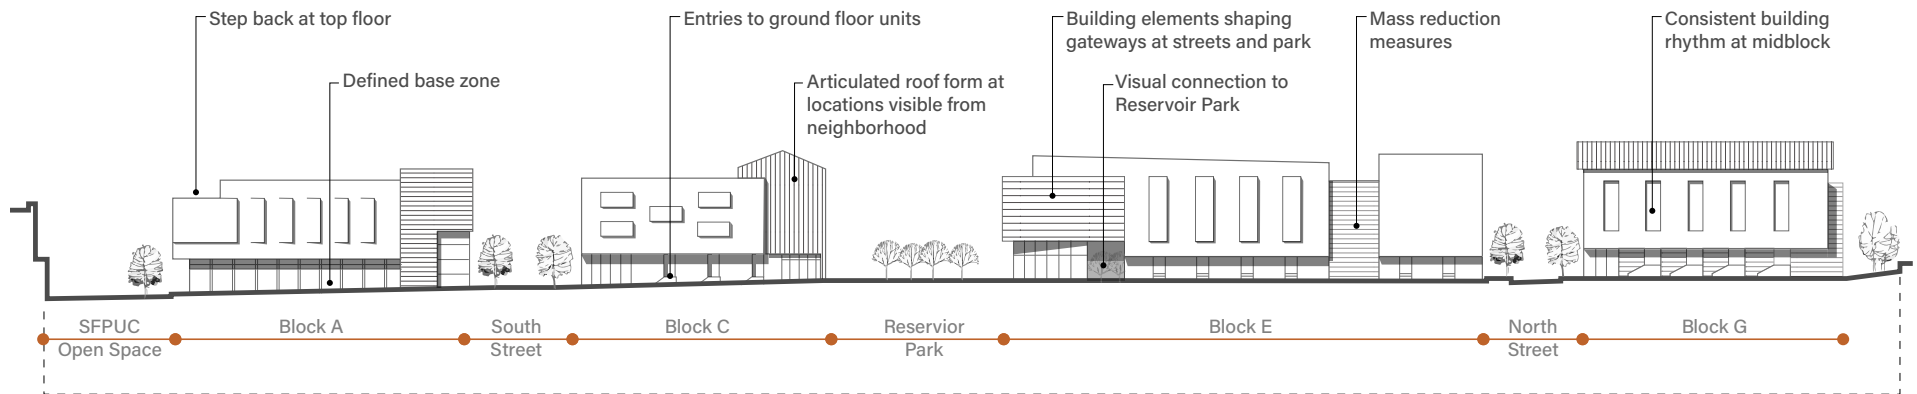 Step back at top floor
Defined base zone
Entries to ground floor units
Articulated roof form at
locations visible from
neighborhood
Building elements shaping
gateways at streets and park
Visual connection to
Reservoir Park
Mass reduction
measures
Consistent building
rhythm at midblock
SFPUC
Open Space
Block A
South
Street
Block C
Reservior
Park
Block E
North
Street
Block G